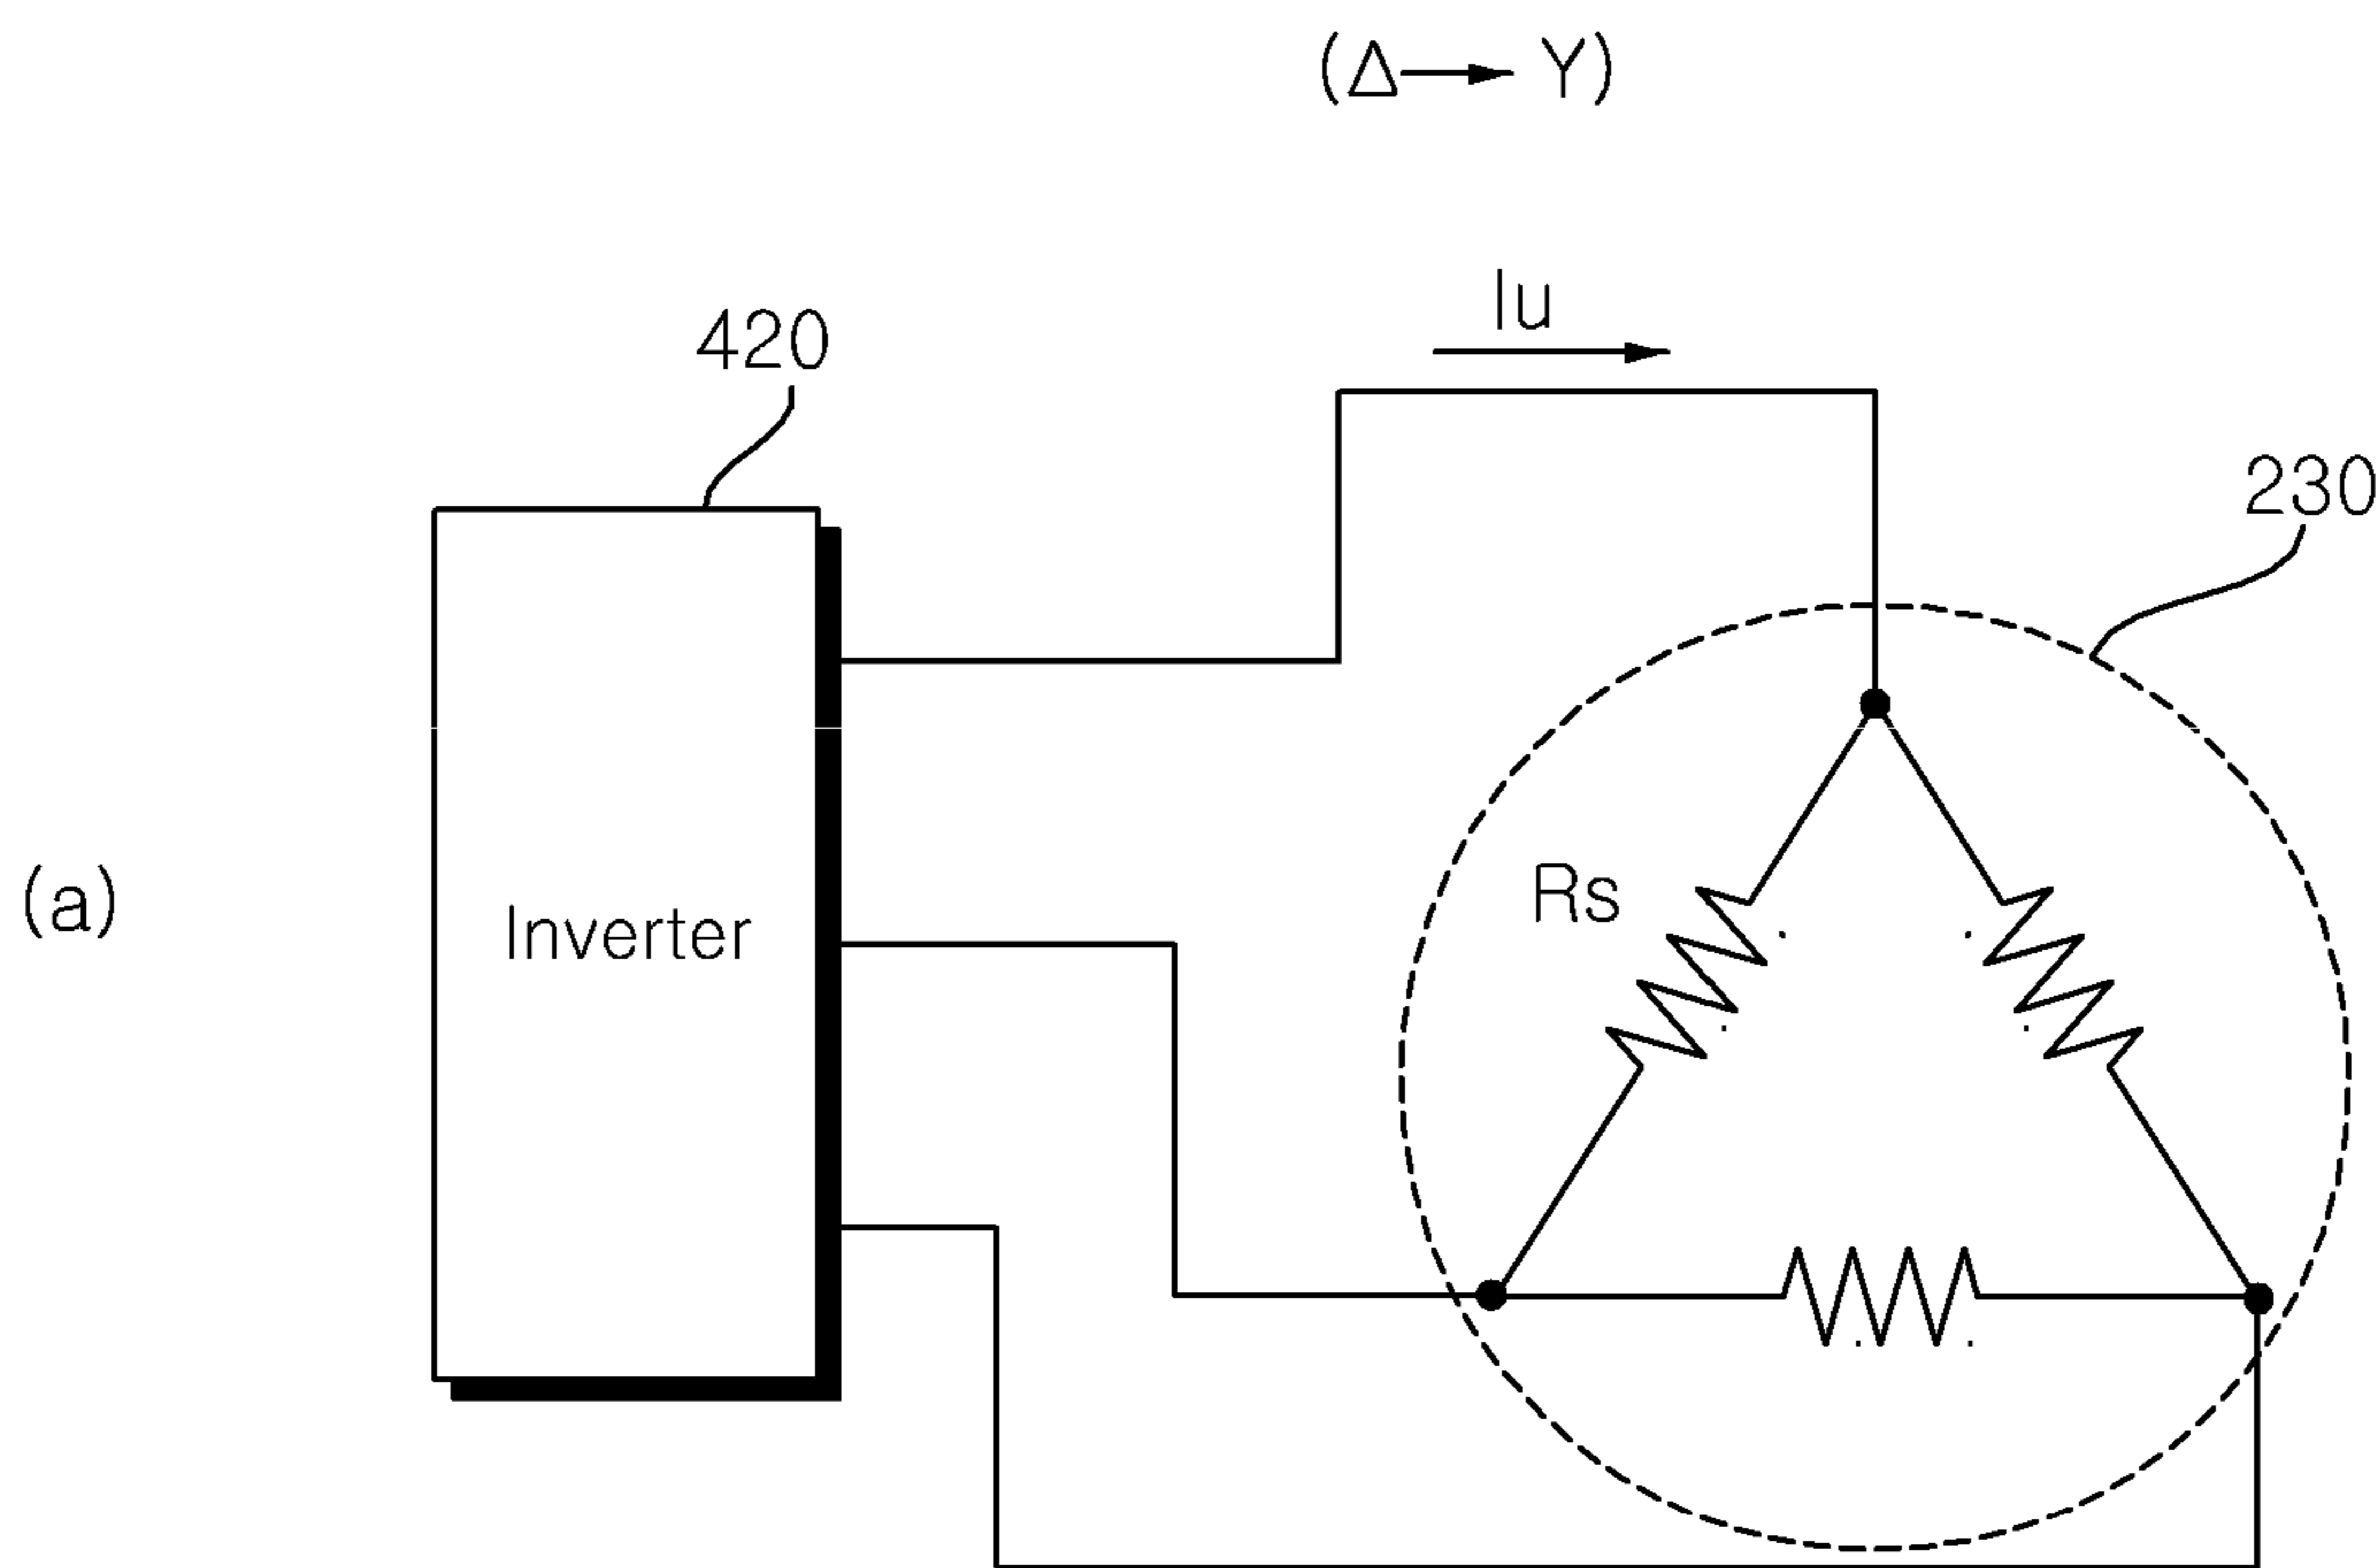 (Δ→ Y)
Iu
420
230
Rs
(a)
Inverter